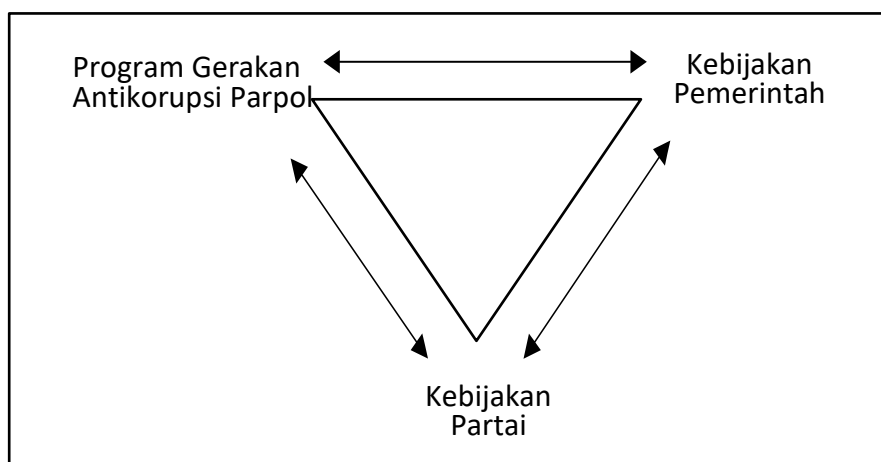 Program Gerakan
Antikorupsi Parpol
Kebijakan
Pemerintah
Kebijakan
Partai